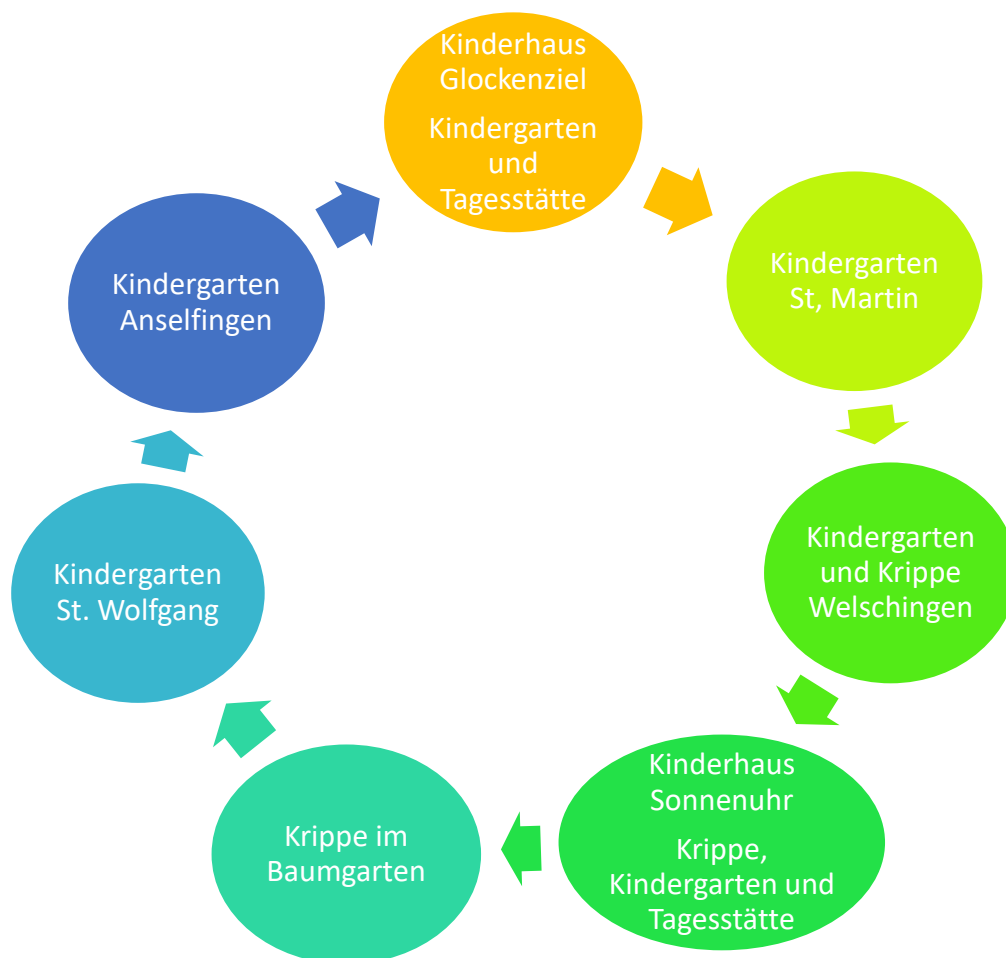 Kinderhaus
Glockenziel
Kindergarten
und
Tagesstätte
Kindergarten
St, Martin
Kindergarten
und Krippe
Welschingen
Kinderhaus
Sonnenuhr
Krippe,
Kindergarten und
Tagesstätte
Krippe im
Baumgarten
Kindergarten
St. Wolfgang
Kindergarten
Anselfingen